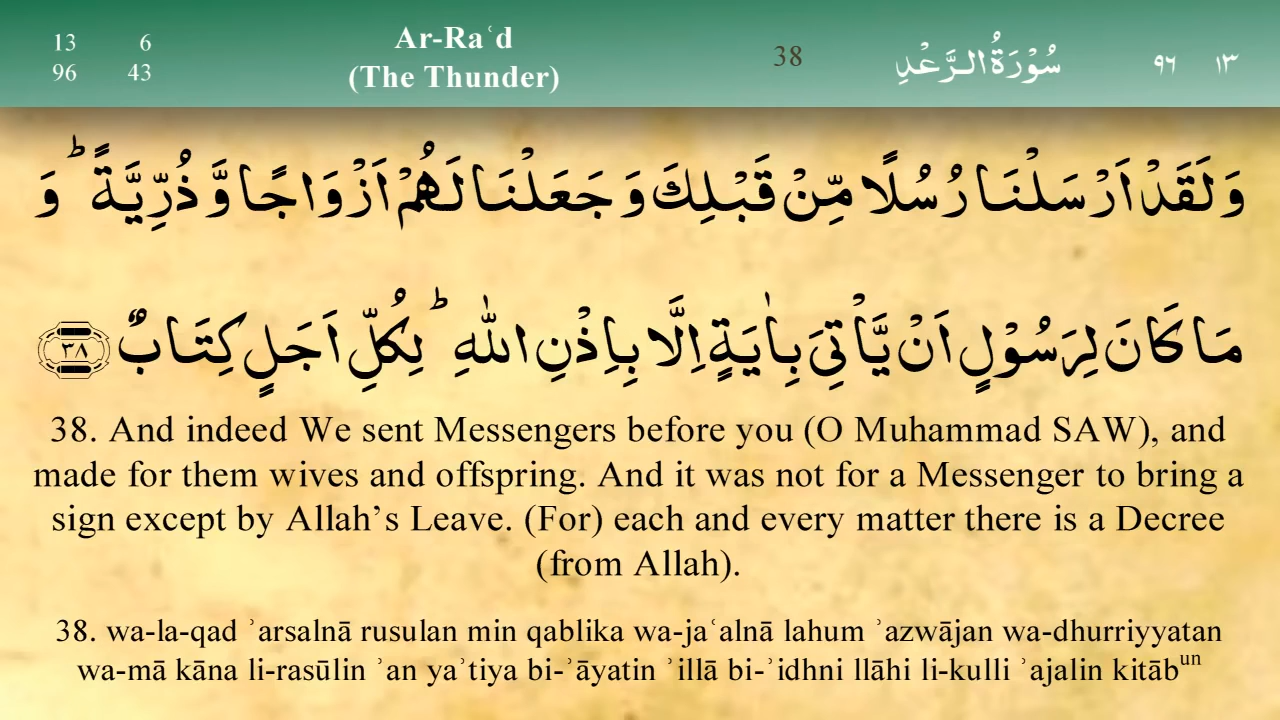 13 6
96 43
Ar-Raʿd
(The Thunder)
38
سُوْرَةُ الرَّعْدِ
٩٦ ١٣
وَلَقَدْ اَرْسَلْنَا رُسُلًا مِّنْ قَبْلِكَ وَجَعَلْنَا لَهُمْ اَزْوَاجًا وَّذُرِّيَّةً ؕ وَ
مَا كَانَ لِرَسُوْلٍ اَنْ يَّاْتِيَ بِاٰيَةٍ اِلَّا بِاِذْنِ اللّٰهِ ؕ لِكُلِّ اَجَلٍ كِتَابٌ ٣٨
38. And indeed We sent Messengers before you (O Muhammad SAW), and
made for them wives and offspring. And it was not for a Messenger to bring a
sign except by Allah’s Leave. (For) each and every matter there is a Decree
(from Allah).
38. wa-la-qad ʾarsalnā rusulan min qablika wa-jaʿalnā lahum ʾazwājan wa-dhurriyyatan
wa-mā kāna li-rasūlin ʾan yaʾtiya bi-ʾāyatin ʾillā bi-ʾidhni llāhi li-kulli ʾajalin kitābun